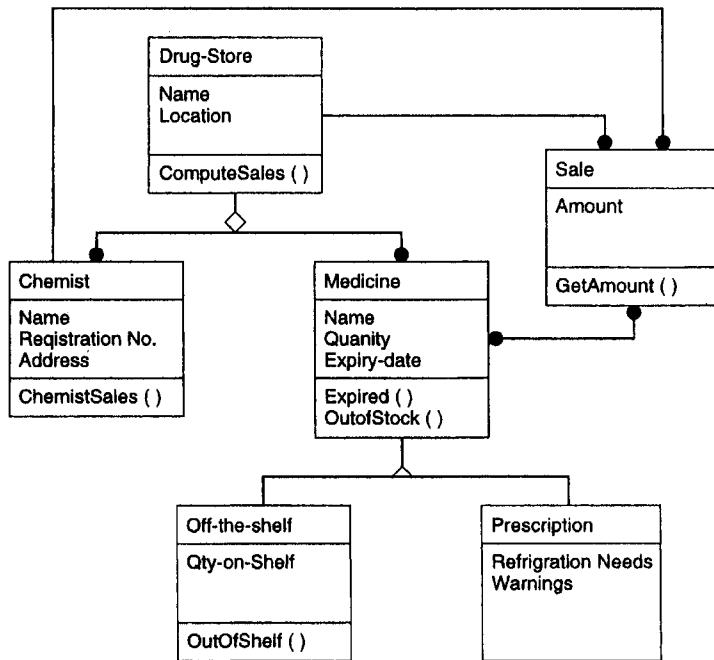 Drug-Store
Name
Location
ComputeSales ( )
Sale
Amount
GetAmount ( )
Chemist
Name
Reqistration No.
Address
ChemistSales ( )
Medicine
Name
Quanity
Expiry-date
Expired ( )
OutofStock ( )
Off-the-shelf
Qty-on-Shelf
OutOfShelf ( )
Prescription
Refrigration Needs
Warnings